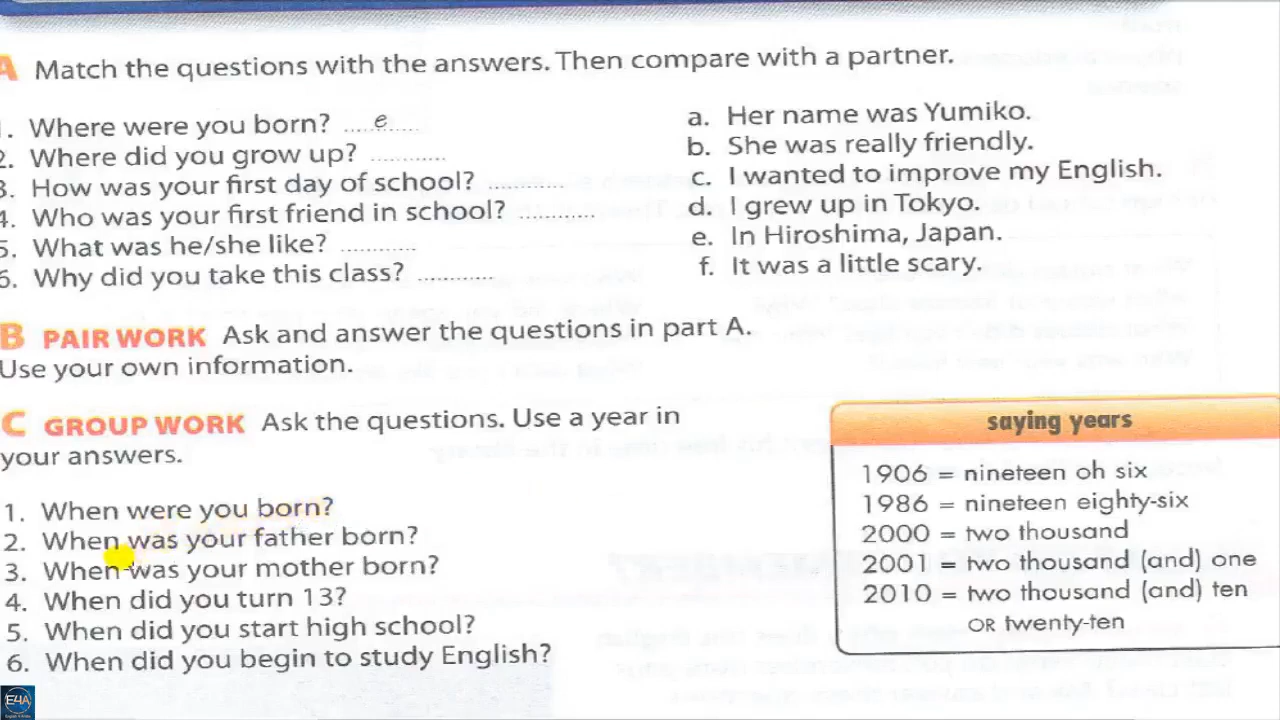 A Match the questions with the answers. Then compare with a partner.
1. Where were you born? .....e.....
2. Where did you grow up? ..........
3. How was your first day of school? ..........
4. Who was your first friend in school? ..........
5. What was he/she like? ..........
6. Why did you take this class? ..........
a. Her name was Yumiko.
b. She was really friendly.
c. I wanted to improve my English.
d. I grew up in Tokyo.
e. In Hiroshima, Japan.
f. It was a little scary.
B PAIR WORK Ask and answer the questions in part A.
Use your own information.
C GROUP WORK Ask the questions. Use a year in
your answers.
1. When were you born?
2. When was your father born?
3. When was your mother born?
4. When did you turn 13?
5. When did you start high school?
6. When did you begin to study English?
saying years
1906 = nineteen oh six
1986 = nineteen eighty-six
2000 = two thousand
2001 = two thousand (and) one
2010 = two thousand (and) ten
OR twenty-ten
E4A